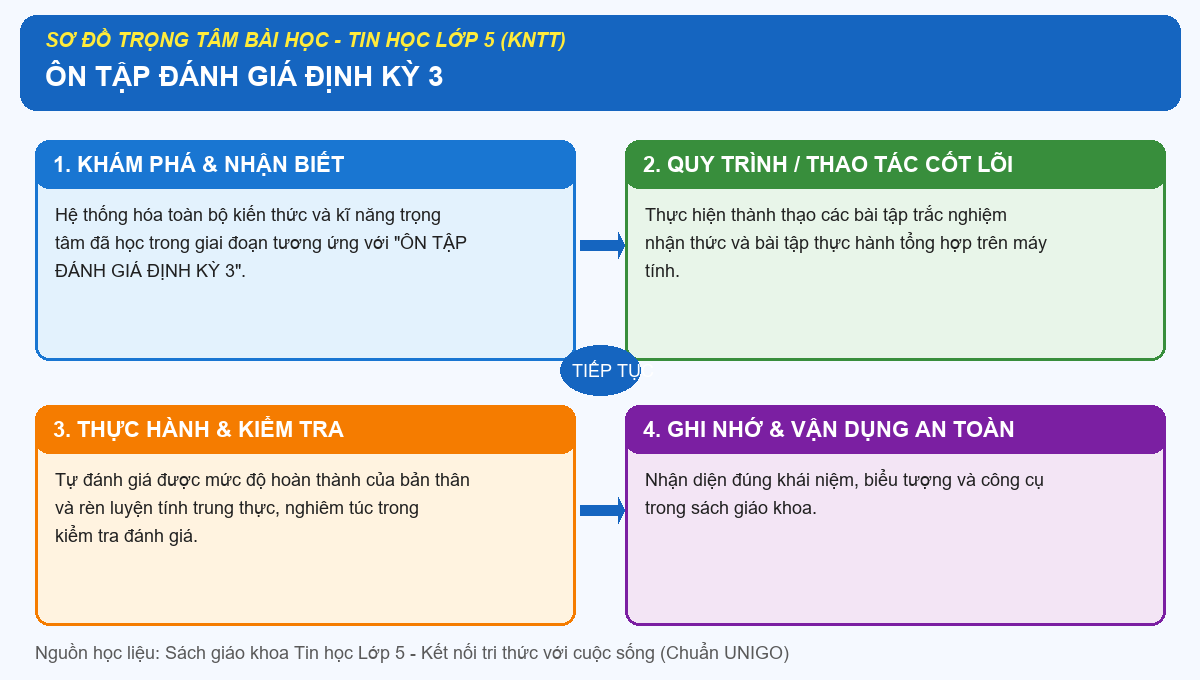 SƠ ĐỒ TRỌNG TÂM BÀI HỌC - TIN HỌC LỚP 5 (KNTT)
ÔN TẬP ĐÁNH GIÁ ĐỊNH KỲ 3
1. KHÁM PHÁ & NHẬN BIẾT
Hệ thống hóa toàn bộ kiến thức và kĩ năng trọng
tâm đã học trong giai đoạn tương ứng với "ÔN TẬP
ĐÁNH GIÁ ĐỊNH KỲ 3".
2. QUY TRÌNH / THAO TÁC CỐT LÕI
Thực hiện thành thạo các bài tập trắc nghiệm
nhận thức và bài tập thực hành tổng hợp trên máy
tính.
TIẾP TỤC
3. THỰC HÀNH & KIỂM TRA
Tự đánh giá được mức độ hoàn thành của bản thân
và rèn luyện tính trung thực, nghiêm túc trong
kiểm tra đánh giá.
4. GHI NHỚ & VẬN DỤNG AN TOÀN
Nhận diện đúng khái niệm, biểu tượng và công cụ
trong sách giáo khoa.
Nguồn học liệu: Sách giáo khoa Tin học Lớp 5 - Kết nối tri thức với cuộc sống (Chuẩn UNIGO)